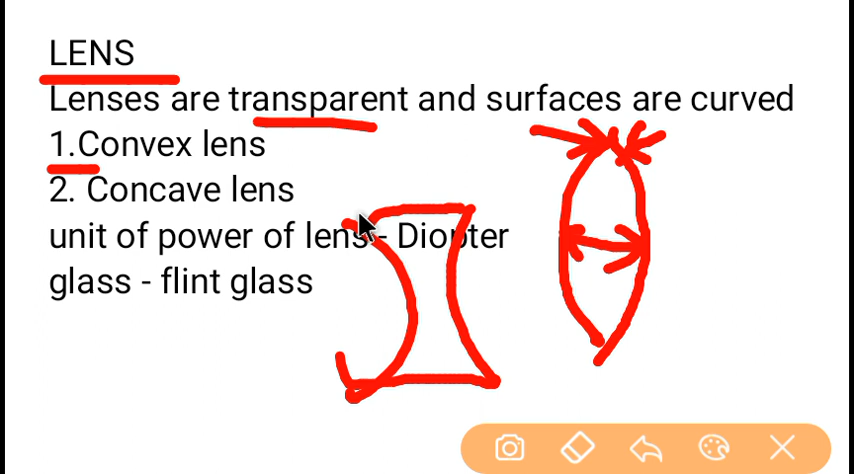 LENS
Lenses are transparent and surfaces are curved
1.Convex lens
2. Concave lens
unit of power of lens - Diopter
glass - flint glass